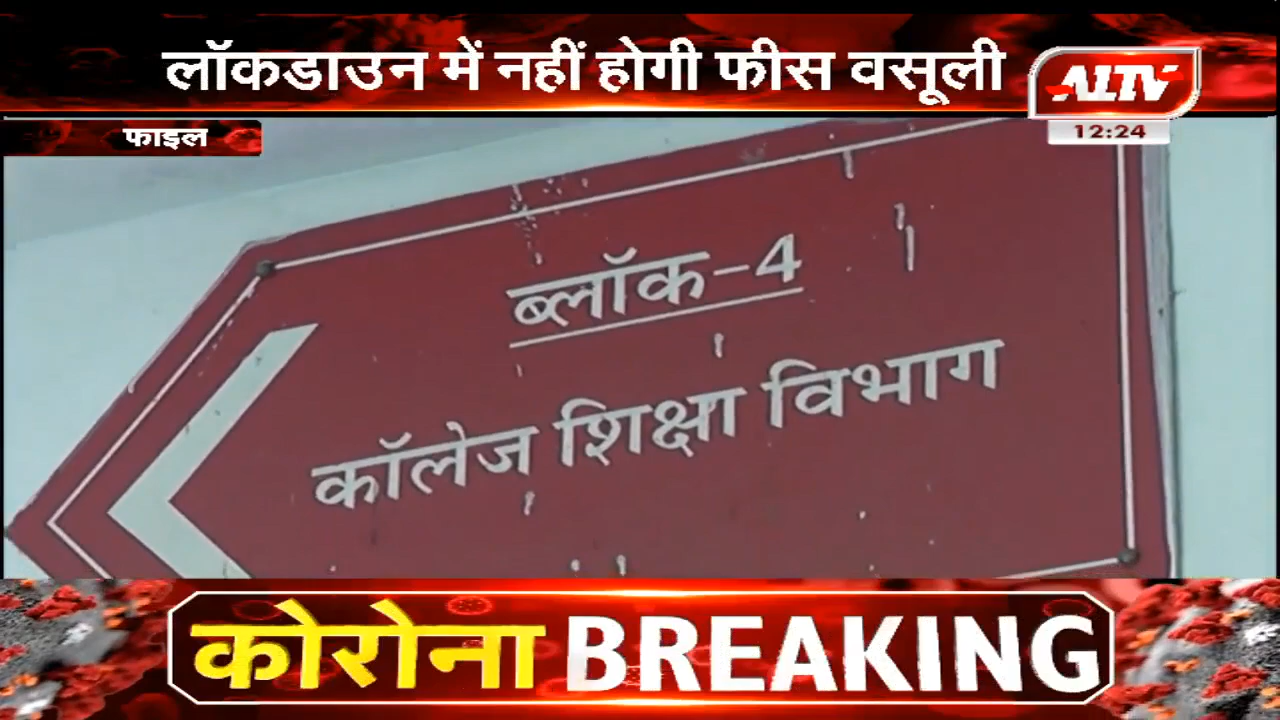 लॉकडाउन में नहीं होगी फीस वसूली
ALTV
12:24
फाइल
ब्लॉक-4
कॉलेज शिक्षा विभाग
कोरोना BREAKING